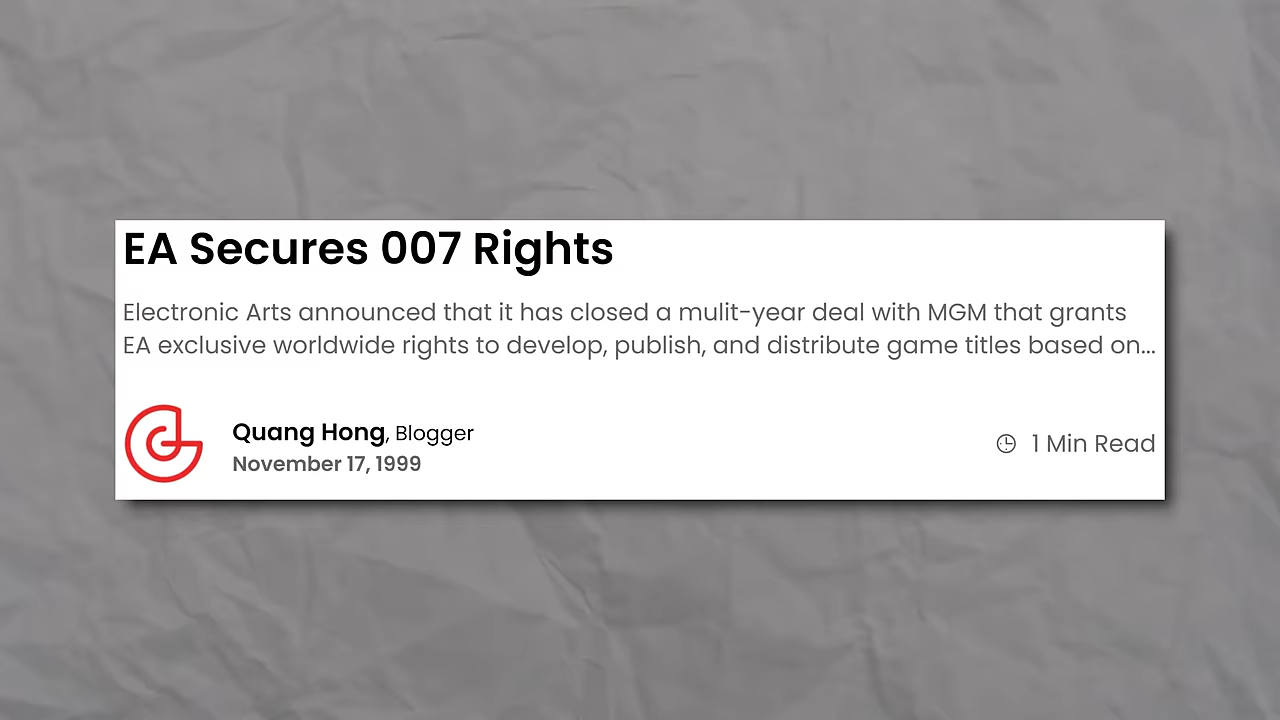 EA Secures 007 Rights
Electronic Arts announced that it has closed a mulit-year deal with MGM that grants
EA exclusive worldwide rights to develop, publish, and distribute game titles based on...
Quang Hong, Blogger
November 17, 1999
1 Min Read